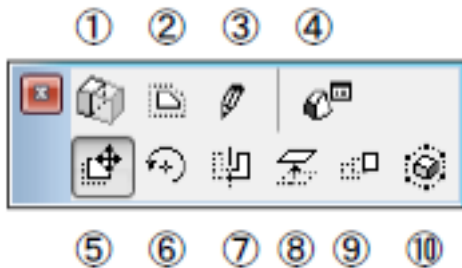 ① ② ③ ④
⑤ ⑥ ⑦ ⑧ ⑨ ⑩